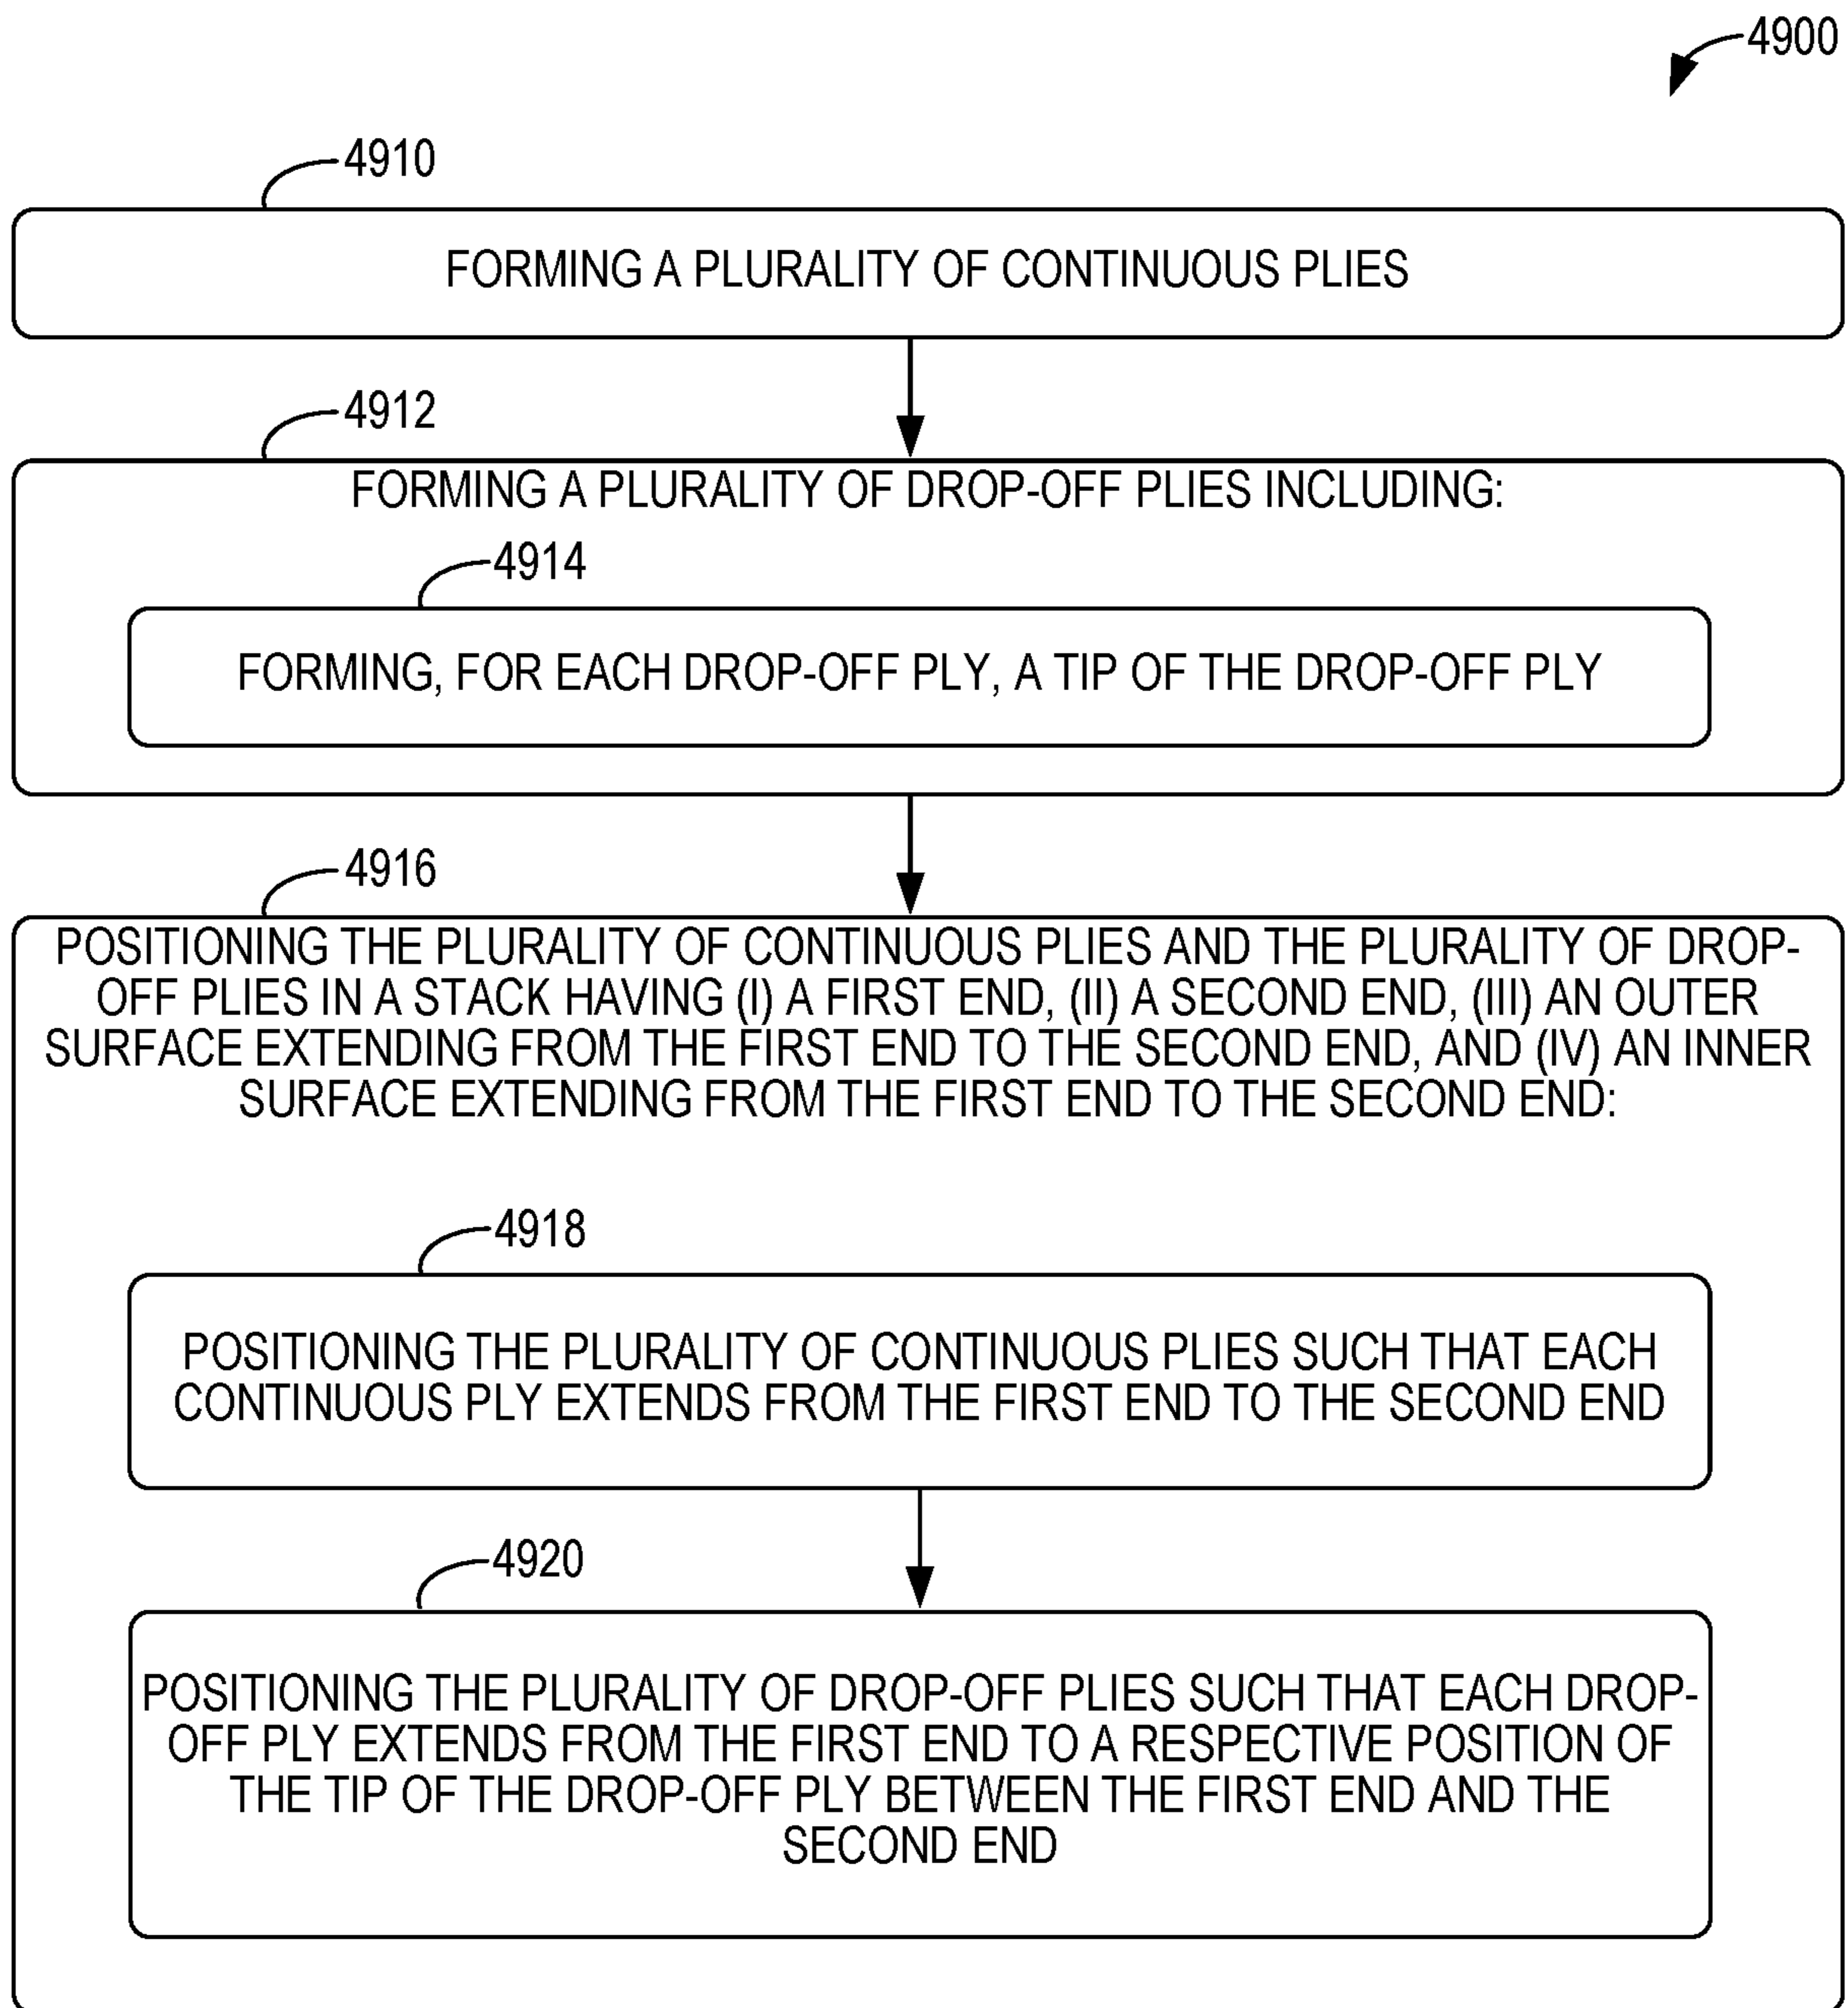 4900
4910
FORMING A PLURALITY OF CONTINUOUS PLIES
4912
FORMING A PLURALITY OF DROP-OFF PLIES INCLUDING:
4914
FORMING, FOR EACH DROP-OFF PLY, A TIP OF THE DROP-OFF PLY
4916
POSITIONING THE PLURALITY OF CONTINUOUS PLIES AND THE PLURALITY OF DROP-
OFF PLIES IN A STACK HAVING (I) A FIRST END, (II) A SECOND END, (III) AN OUTER
SURFACE EXTENDING FROM THE FIRST END TO THE SECOND END, AND (IV) AN INNER
SURFACE EXTENDING FROM THE FIRST END TO THE SECOND END:
4918
POSITIONING THE PLURALITY OF CONTINUOUS PLIES SUCH THAT EACH
CONTINUOUS PLY EXTENDS FROM THE FIRST END TO THE SECOND END
4920
POSITIONING THE PLURALITY OF DROP-OFF PLIES SUCH THAT EACH DROP-
OFF PLY EXTENDS FROM THE FIRST END TO A RESPECTIVE POSITION OF
THE TIP OF THE DROP-OFF PLY BETWEEN THE FIRST END AND THE
SECOND END